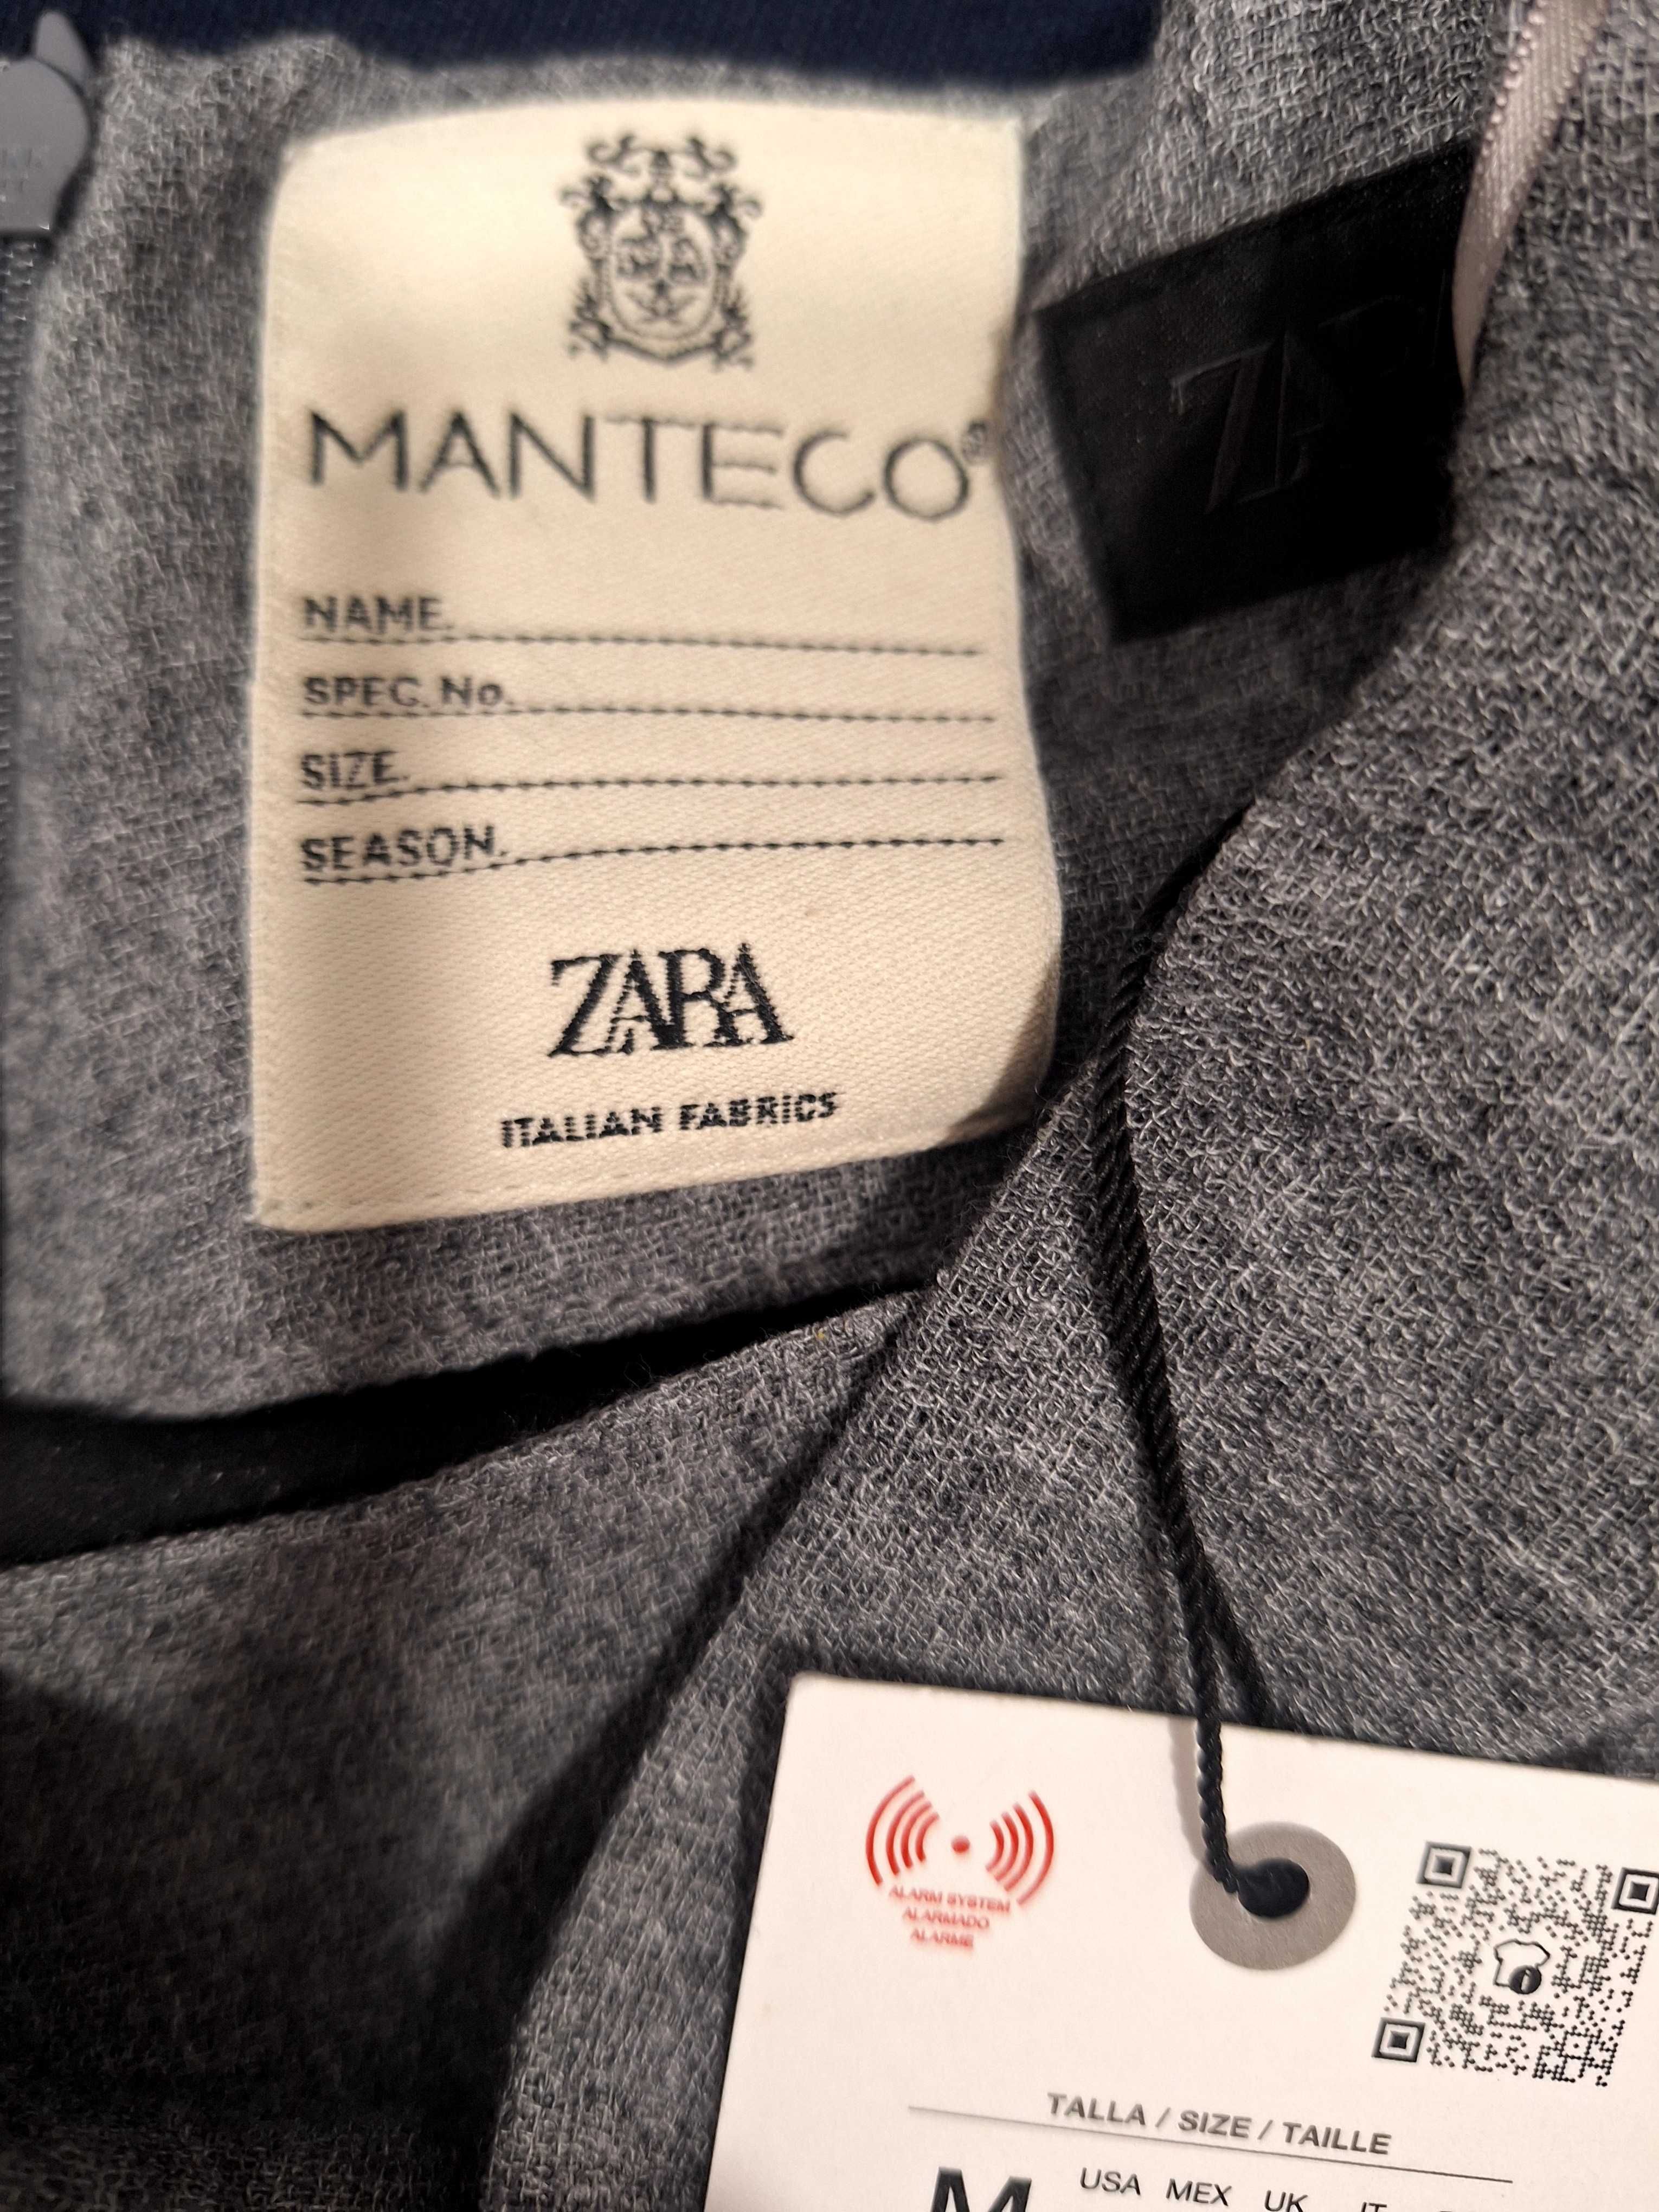 MANTECO®
NAME.
SPEC. No.
SIZE.
SEASON.
ZARA
ITALIAN FABRICS
ALARM SYSTEM
ALARMADO
ALARME
TALLA / SIZE / TAILLE
M USA MEX UK IT